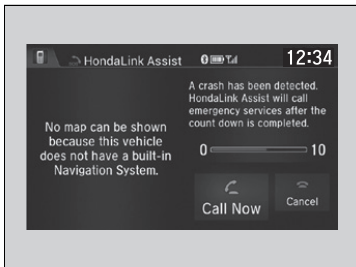 HondaLink Assist
12:34
No map can be shown
because this vehicle
does not have a built-in
Navigation System.
A crash has been detected.
HondaLink Assist will call
emergency services after the
count down is completed.
0 10
Call Now
Cancel